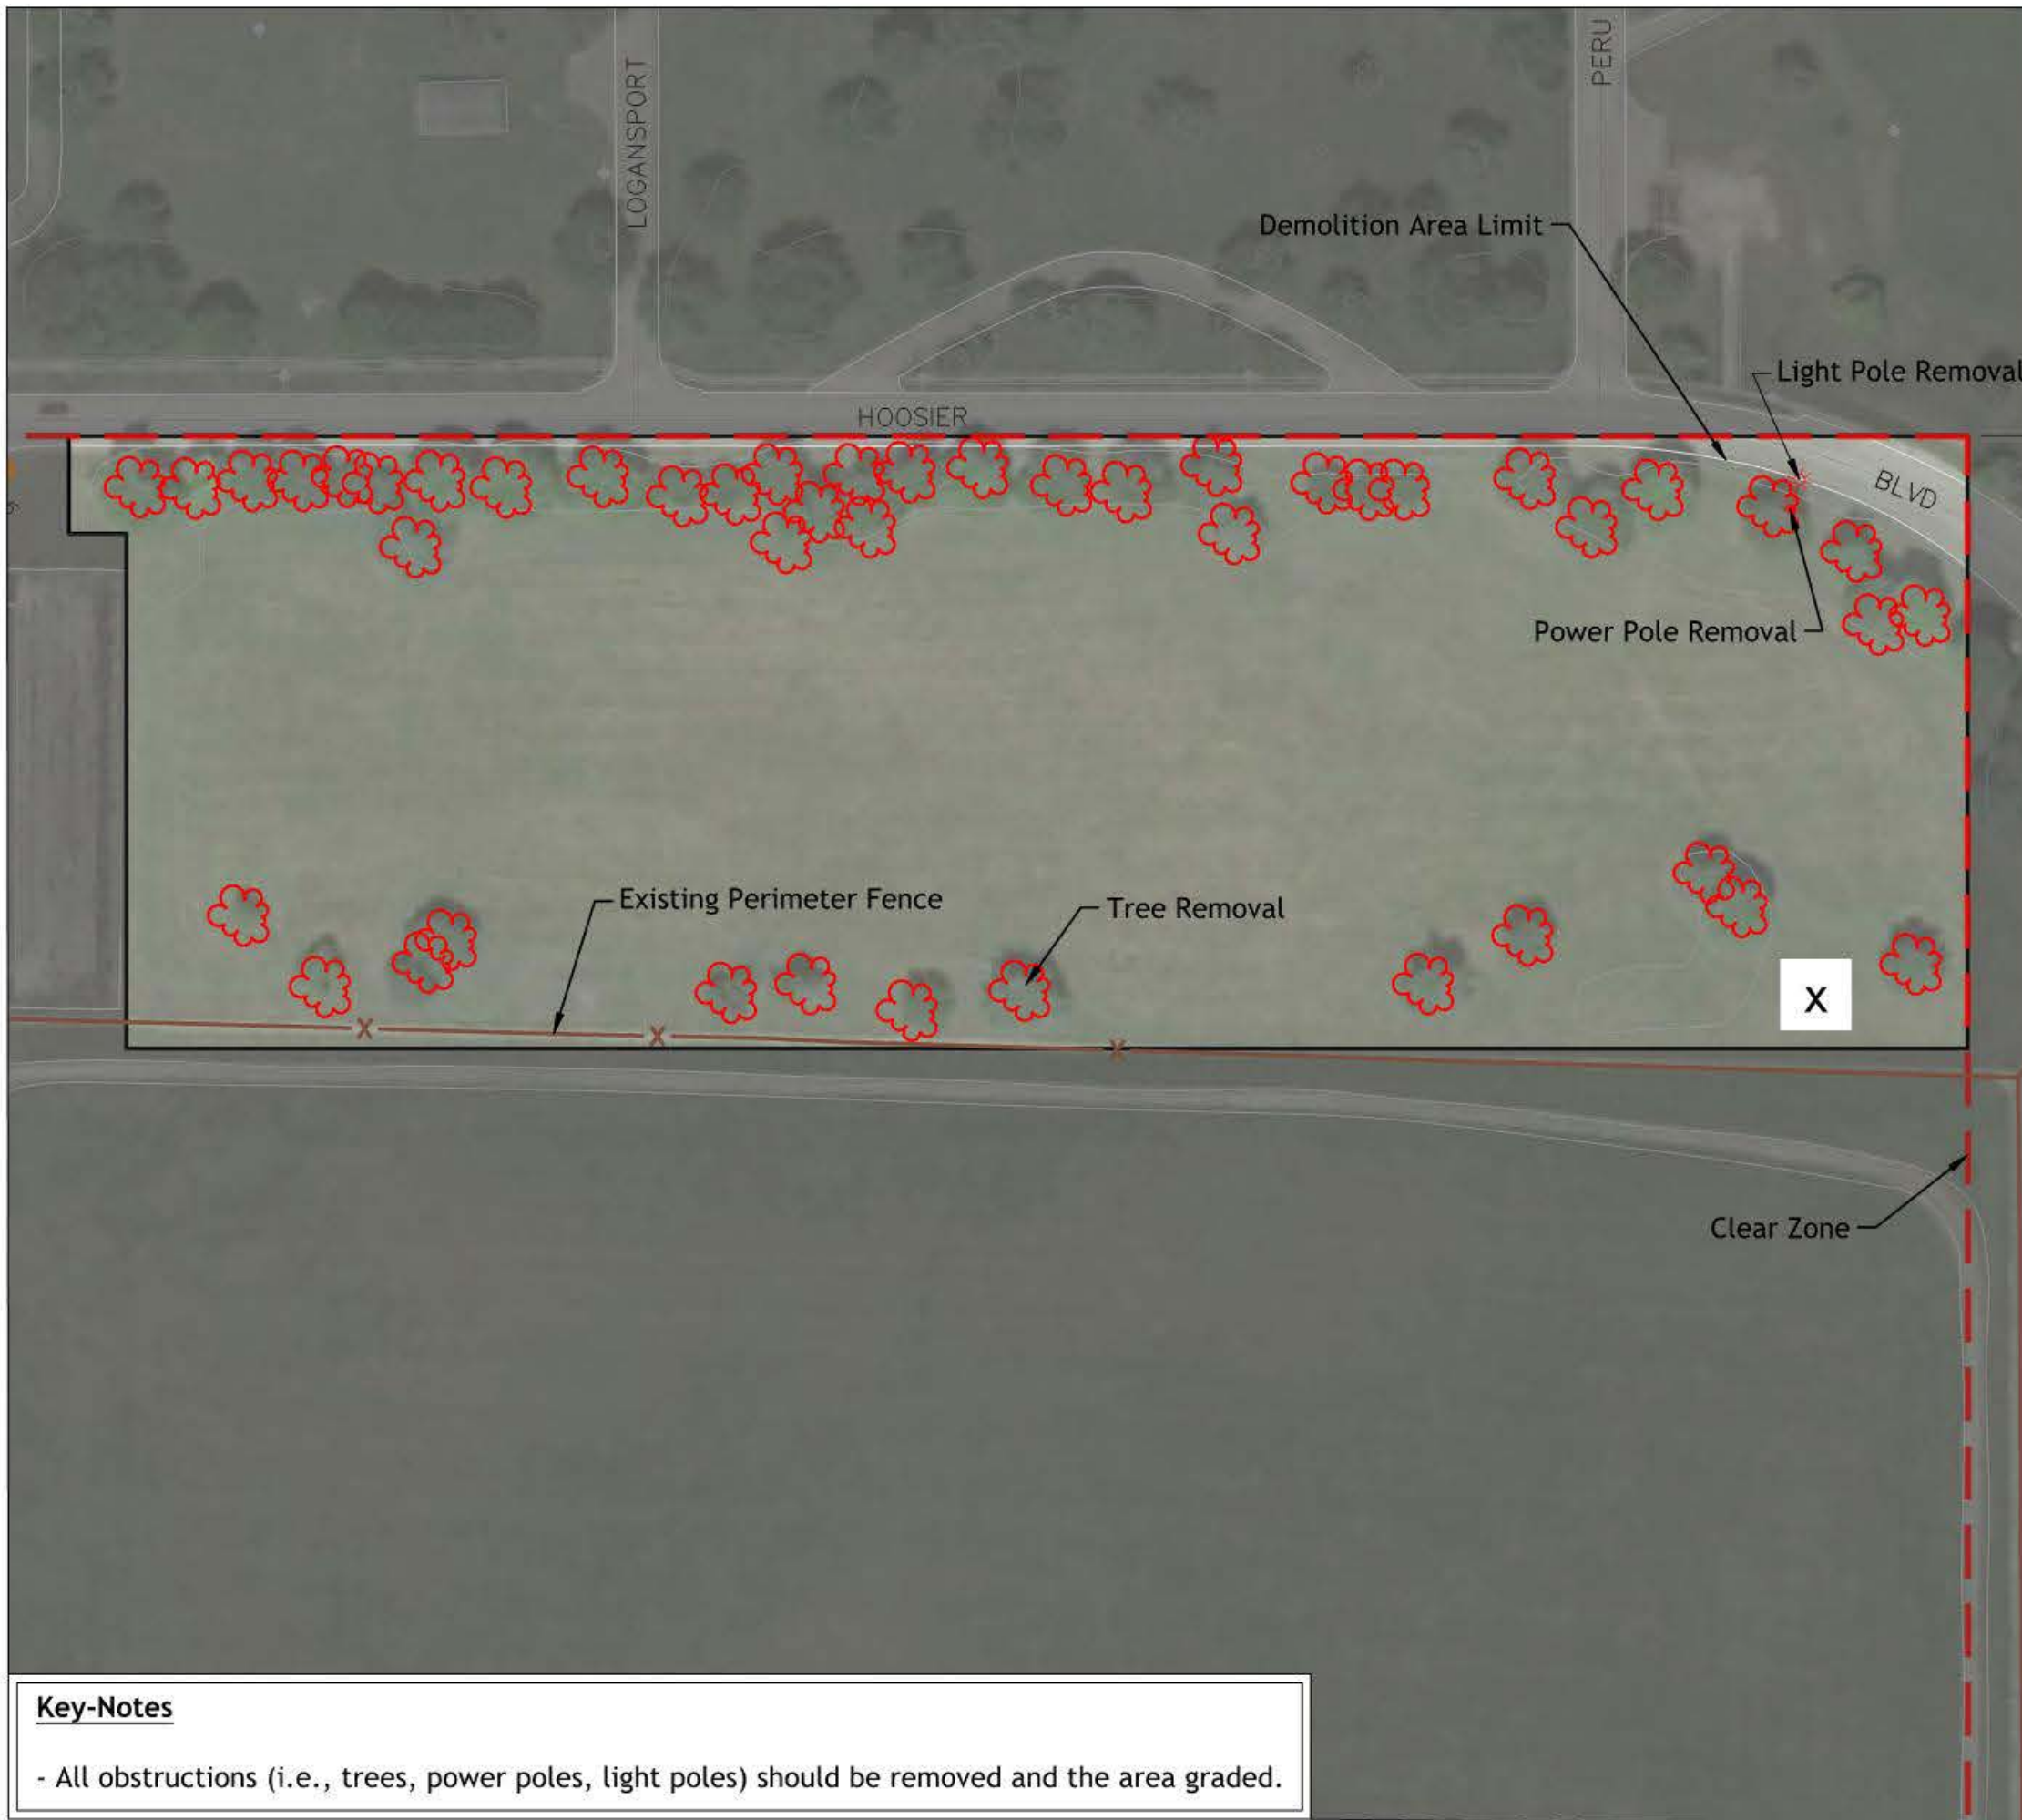 LOGANSPORT
PERU
Demolition Area Limit
Light Pole Removal
HOOSIER
BLVD
Power Pole Removal
Existing Perimeter Fence
Tree Removal
X
X
X
X
Clear Zone
Key-Notes
- All obstructions (i.e., trees, power poles, light poles) should be removed and the area graded.